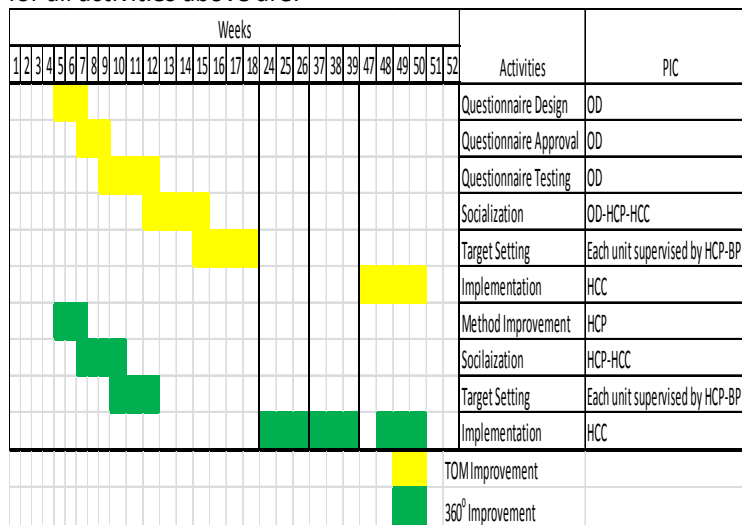 for all activities above are:
Weeks
1 2 3 4 5 6 7 8 9 10 11 12 13 14 15 16 17 18 24 25 26 37 38 39 47 48 49 50 51 52 Activities PIC
Questionnaire Design OD
Questionnaire Approval OD
Questionnaire Testing OD
Socialization OD-HCP-HCC
Target Setting Each unit supervised by HCP-BP
Implementation HCC
Method Improvement HCP
Socilaization HCP-HCC
Target Setting Each unit supervised by HCP-BP
Implementation HCC
TOM Improvement
360⁰ Improvement